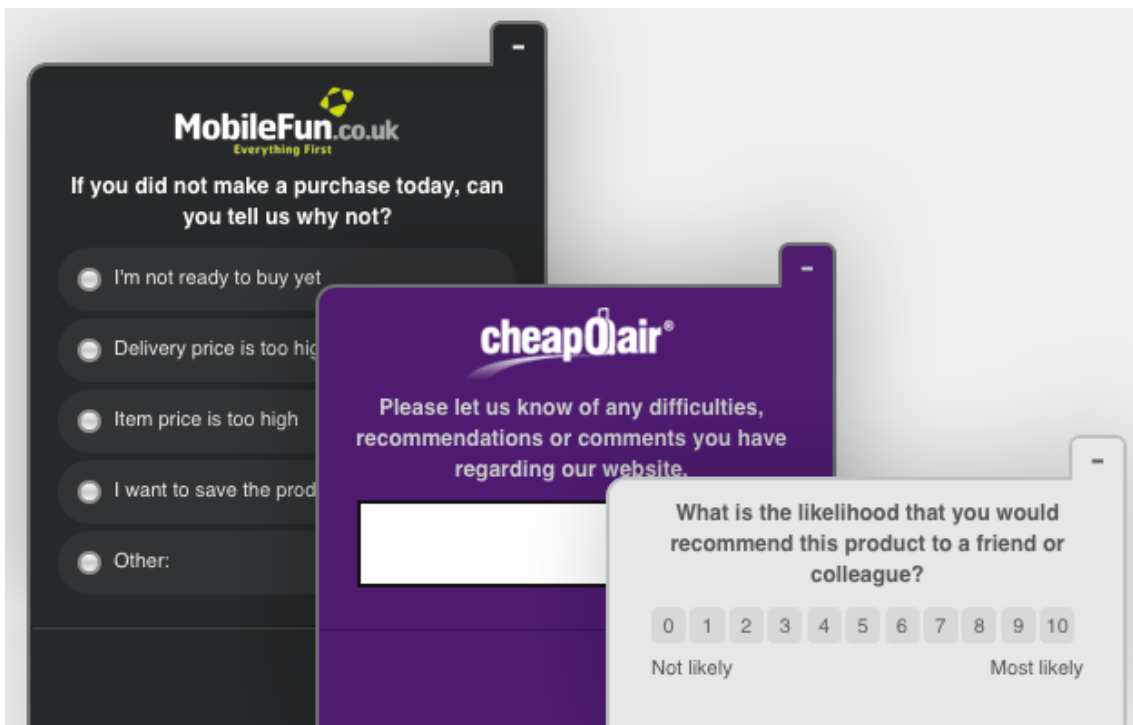 -
MobileFun.co.uk
Everything First
If you did not make a purchase today, can
you tell us why not?
I'm not ready to buy yet
Delivery price is too
Item price is too high
I want to save the
Other:
-
cheapOair®
Please let us know of any difficulties,
recommendations or comments you have
regarding our website.
-
What is the likelihood that you would
recommend this product to a friend or
colleague?
0 1 2 3 4 5 6 7 8 9 10
Not likely Most likely